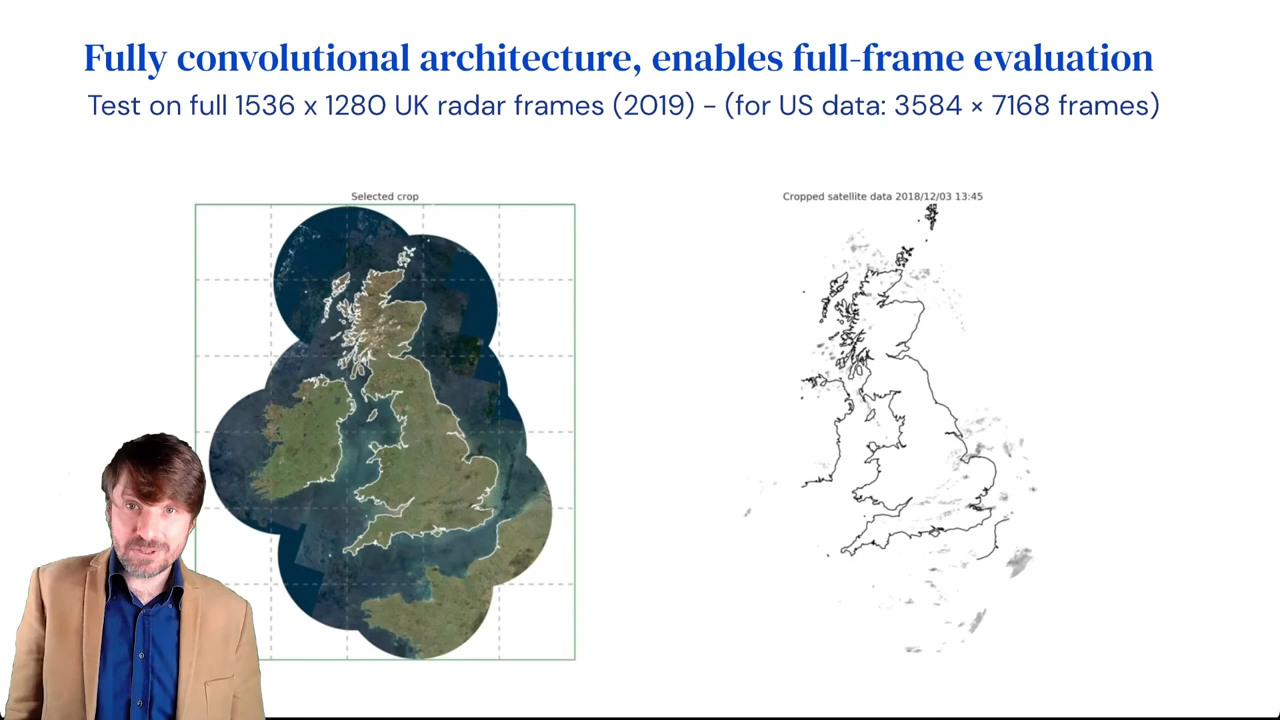 Fully convolutional architecture, enables full-frame evaluation
Test on full 1536 x 1280 UK radar frames (2019) – (for US data: 3584 × 7168 frames)
Selected crop
Cropped satellite data 2018/12/03 13:45